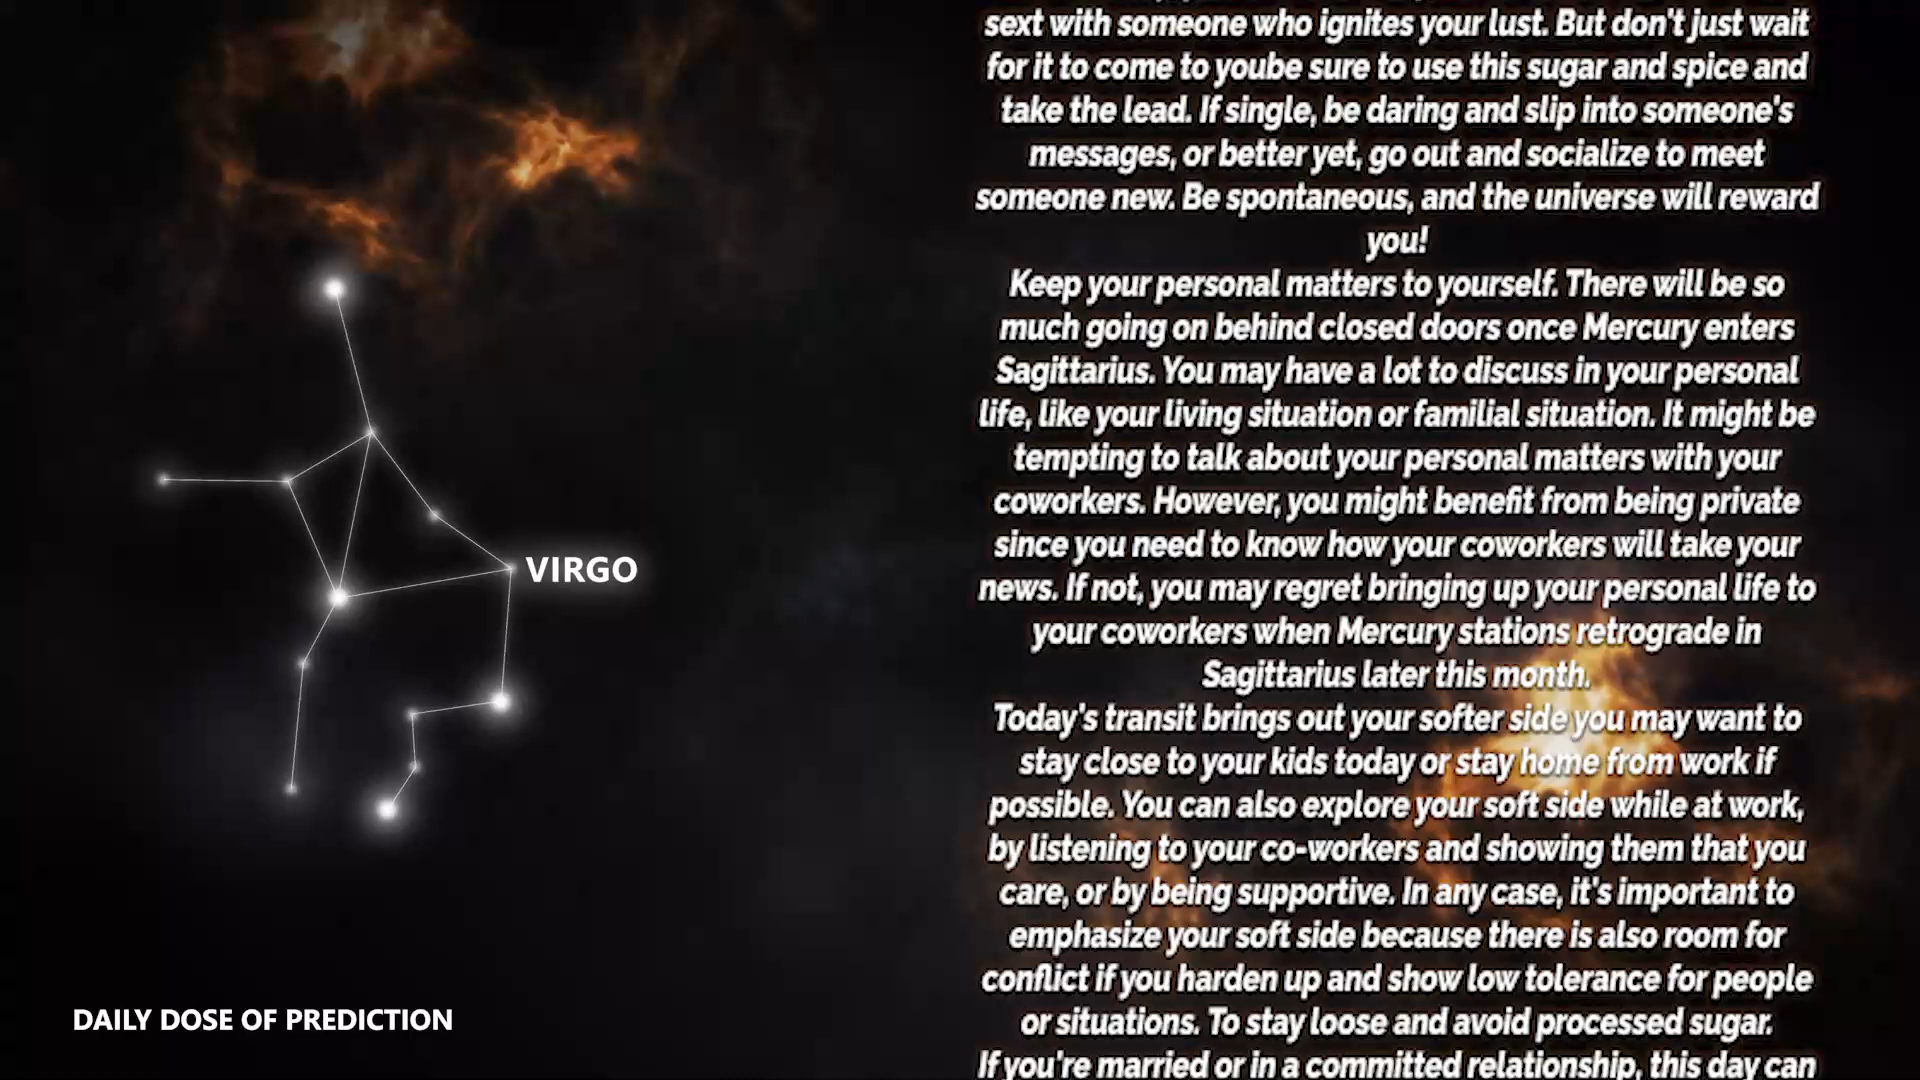 VIRGO
DAILY DOSE OF PREDICTION
sext with someone who ignites your lust. But don't just wait
for it to come to yoube sure to use this sugar and spice and
take the lead. If single, be daring and slip into someone's
messages, or better yet, go out and socialize to meet
someone new. Be spontaneous, and the universe will reward
you!
Keep your personal matters to yourself. There will be so
much going on behind closed doors once Mercury enters
Sagittarius. You may have a lot to discuss in your personal
life, like your living situation or familial situation. It might be
tempting to talk about your personal matters with your
coworkers. However, you might benefit from being private
since you need to know how your coworkers will take your
news. If not, you may regret bringing up your personal life to
your coworkers when Mercury stations retrograde in
Sagittarius later this month.
Today's transit brings out your softer side you may want to
stay close to your kids today or stay home from work if
possible. You can also explore your soft side while at work,
by listening to your co-workers and showing them that you
care, or by being supportive. In any case, it's important to
emphasize your soft side because there is also room for
conflict if you harden up and show low tolerance for people
or situations. To stay loose and avoid processed sugar.
If you're married or in a committed relationship, this day can